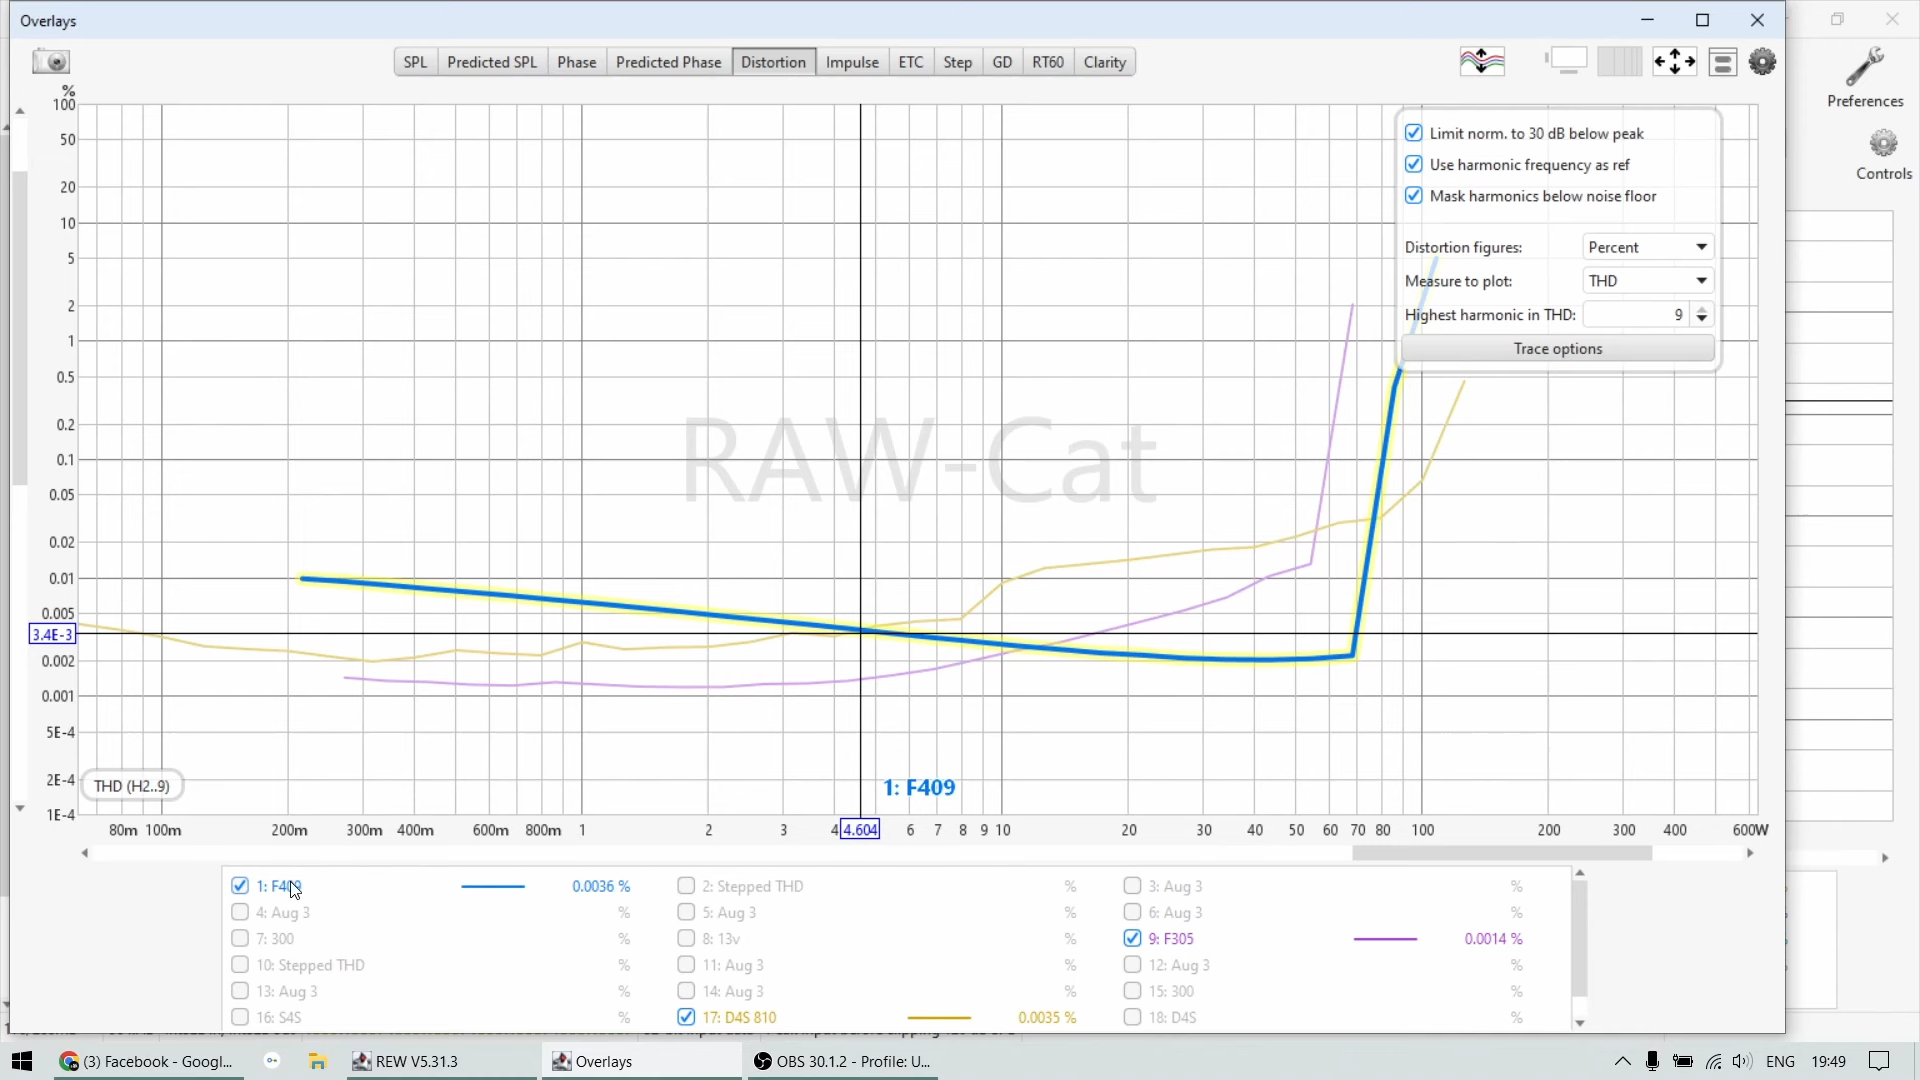 Overlays
SPL Predicted SPL Phase Predicted Phase Distortion Impulse ETC Step GD RT60 Clarity
Preferences
Controls
%
100
50
20
10
5
2
1
0.5
0.2
0.1
0.05
0.02
0.01
0.005
3.4E-3
0.002
0.001
5E-4
2E-4
1E-4
Limit norm. to 30 dB below peak
Use harmonic frequency as ref
Mask harmonics below noise floor
Distortion figures: Percent
Measure to plot: THD
Highest harmonic in THD: 9
Trace options
RAW-Cat
THD (H2..9)
1: F409
80m 100m 200m 300m 400m 600m 800m 1 2 3 4 4.604 6 7 8 9 10 20 30 40 50 60 70 80 100 200 300 400 600W
1: F409 0.0036 % 2: Stepped THD % 3: Aug 3 %
4: Aug 3 % 5: Aug 3 % 6: Aug 3 %
7: 300 % 8: 13v % 9: F305 0.0014 %
10: Stepped THD % 11: Aug 3 % 12: Aug 3 %
13: Aug 3 % 14: Aug 3 % 15: 300 %
16: S4S % 17: D4S 810 0.0035 % 18: D4S %
(3) Facebook - Googl... REW V5.31.3 Overlays OBS 30.1.2 - Profile: U... ENG 19:49